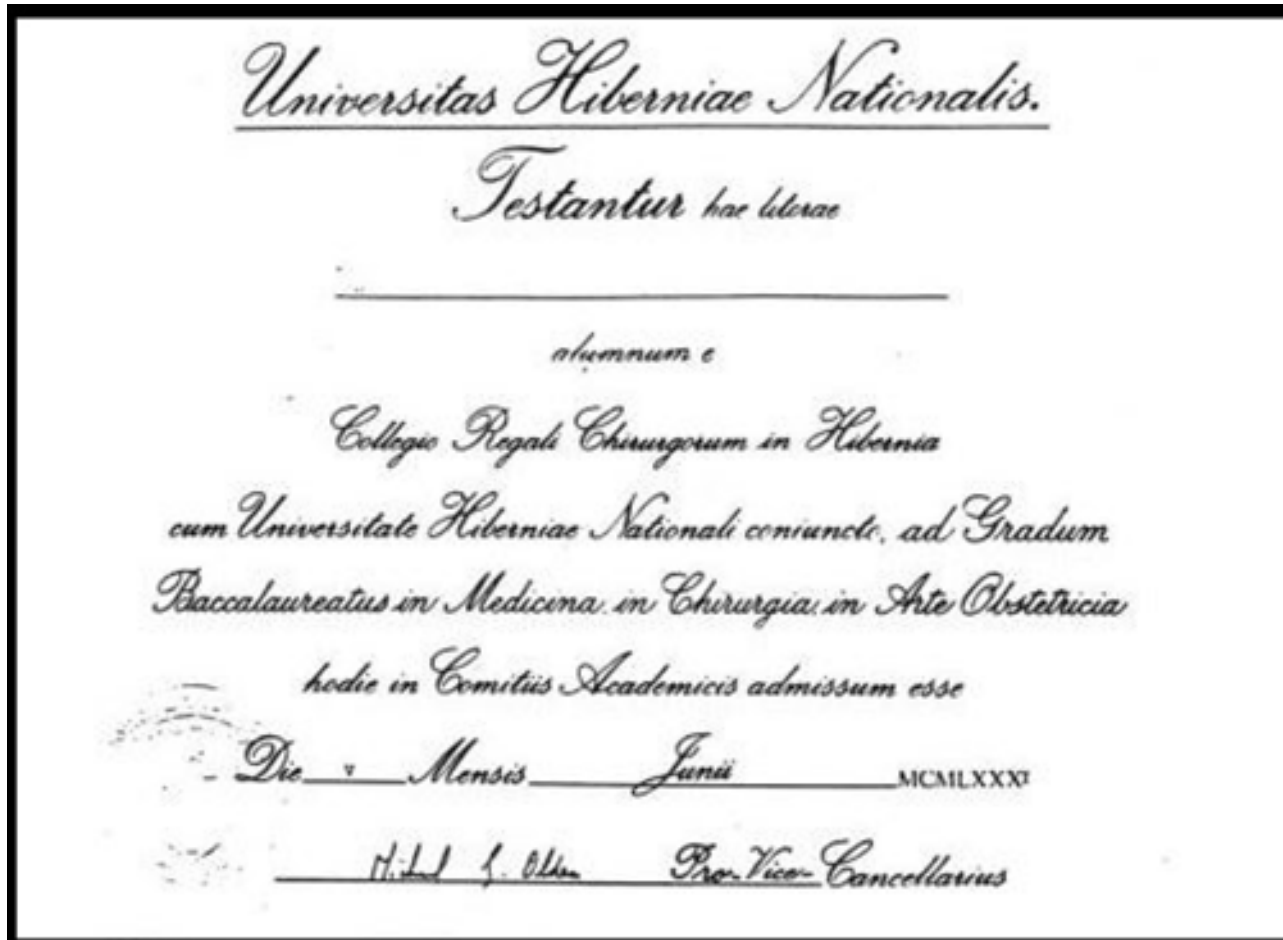 Universitas Hiberniae Nationalis.
Testantur hae literae
alumnum e
Collegio Regali Chirurgorum in Hibernia
cum Universitate Hiberniae Nationali coniuncto, ad Gradum
Baccalaureatus in Medicina, in Chirurgia, in Arte Obstetricia
hodie in Comitiis Academicis admissum esse
Die v Mensis Junii MCMLXXXI
Pro-Vice-Cancellarius